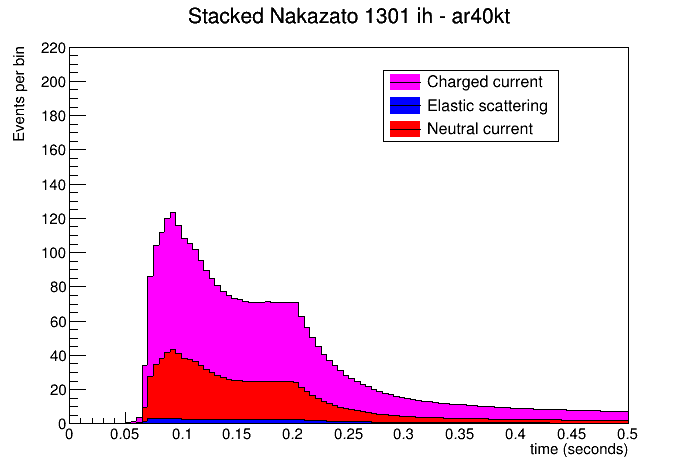 Stacked Nakazato 1301 ih - ar40kt
Events per bin
220
200
180
160
140
120
100
80
60
40
20
0
Charged current
Elastic scattering
Neutral current
0 0.05 0.1 0.15 0.2 0.25 0.3 0.35 0.4 0.45 0.5
time (seconds)